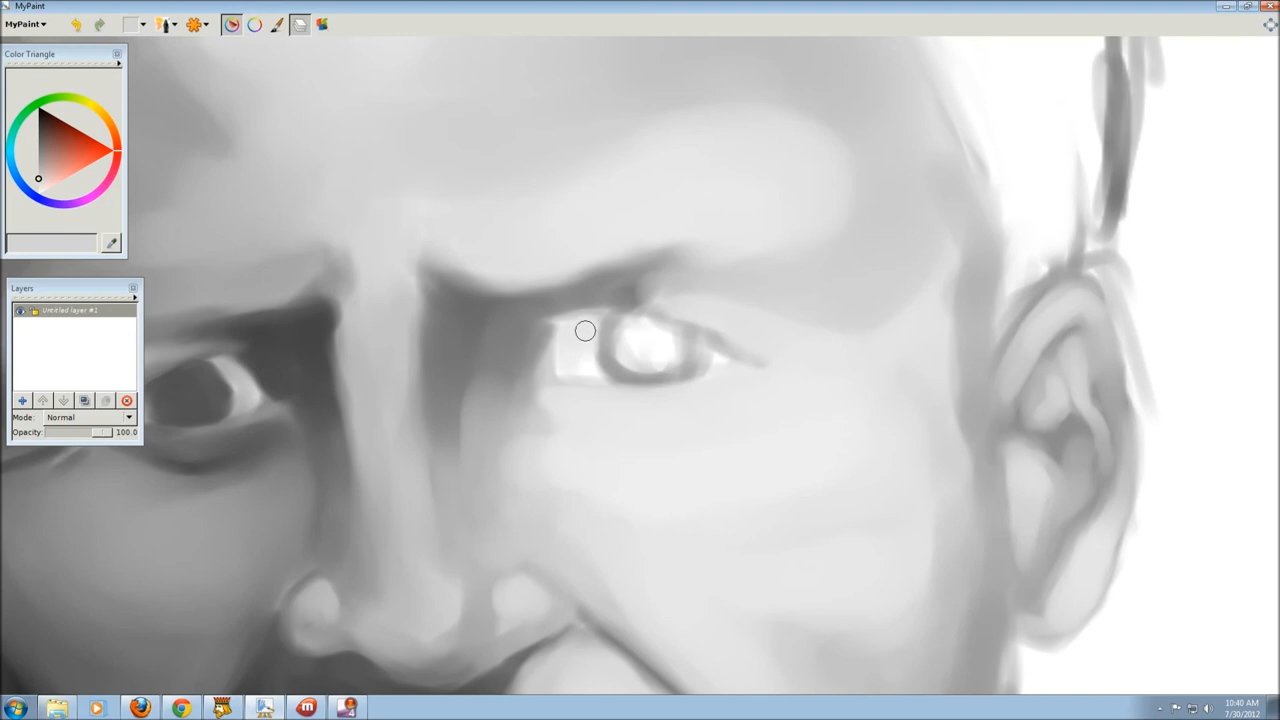 MyPaint
MyPaint
Color Triangle
Layers
Untitled layer #1
Mode: Normal
Opacity: 100.0
10:40 AM
7/30/2012